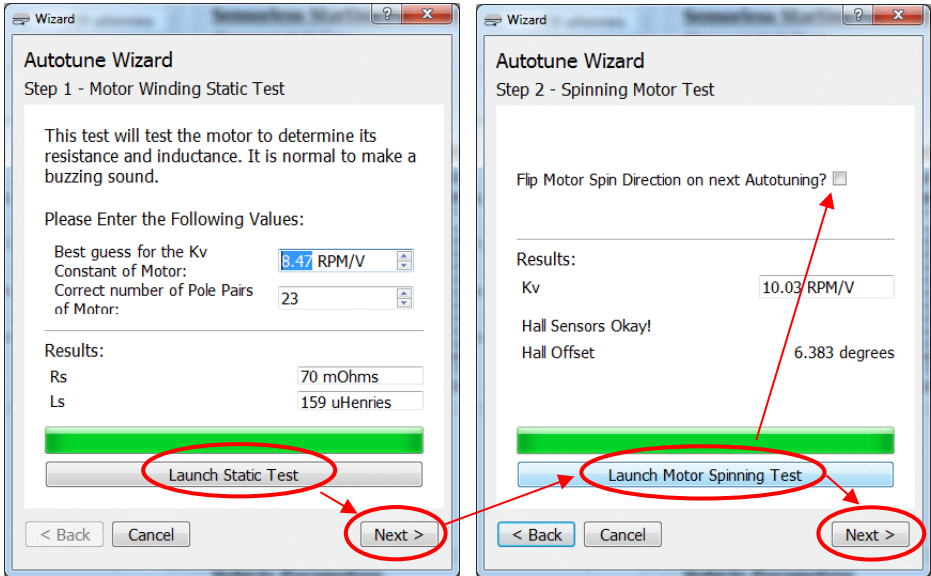 Wizard
Autotune Wizard
Step 1 - Motor Winding Static Test
This test will test the motor to determine its
resistance and inductance. It is normal to make a
buzzing sound.
Please Enter the Following Values:
Best guess for the Kv
Constant of Motor:
8.47 RPM/V
Correct number of Pole Pairs
of Motor:
23
Results:
Rs
70 mOhms
Ls
159 uHenries
Launch Static Test
< Back
Cancel
Next >
Wizard
Autotune Wizard
Step 2 - Spinning Motor Test
Flip Motor Spin Direction on next Autotuning?
Results:
Kv
10.03 RPM/V
Hall Sensors Okay!
Hall Offset
6.383 degrees
Launch Motor Spinning Test
< Back
Cancel
Next >